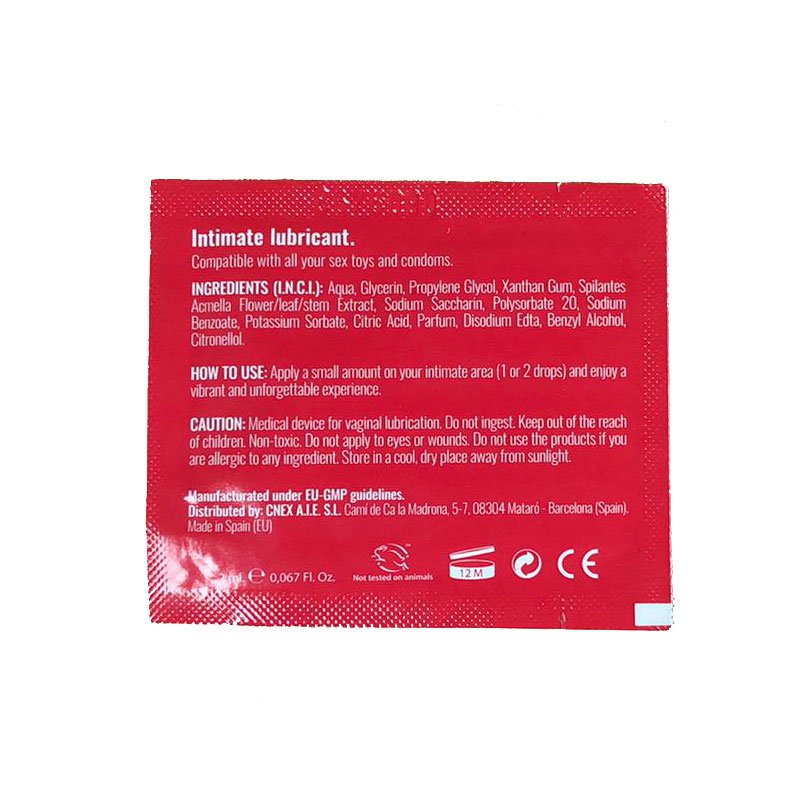 Intimate lubricant.
Compatible with all your sex toys and condoms.
INGREDIENTS (I.N.C.I.): Aqua, Glycerin, Propylene Glycol, Xanthan Gum, Spilantes
Acmella Flower/leaf/stem Extract, Sodium Saccharin, Polysorbate 20, Sodium
Benzoate, Potassium Sorbate, Citric Acid, Parfum, Disodium Edta, Benzyl Alcohol,
Citronellol.
HOW TO USE: Apply a small amount on your intimate area (1 or 2 drops) and enjoy a
vibrant and unforgettable experience.
CAUTION: Medical device for vaginal lubrication. Do not ingest. Keep out of the reach
of children. Non-toxic. Do not apply to eyes or wounds. Do not use the products if you
are allergic to any ingredient. Store in a cool, dry place away from sunlight.
Manufacturated under EU-GMP guidelines.
Distributed by: CNEX A.I.E. S.L. Camí de Ca la Madrona, 5-7, 08304 Mataró - Barcelona (Spain).
Made in Spain (EU)
ml. ℮ 0,067 Fl. Oz.
Not tested on animals
12 M
CE